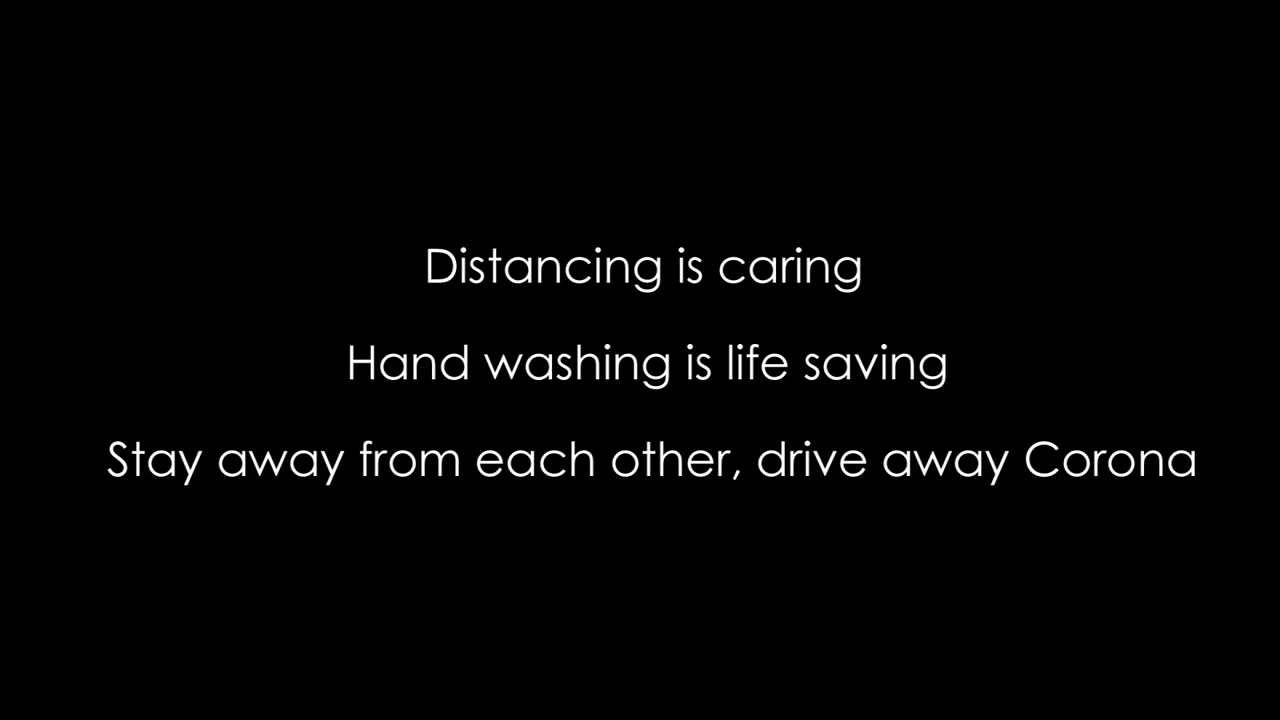 Distancing is caring
Hand washing is life saving
Stay away from each other, drive away Corona